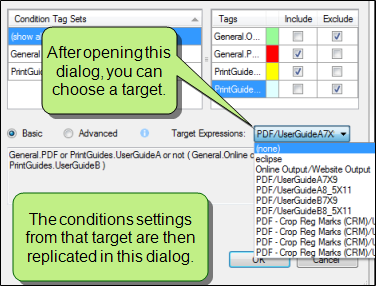 Condition Tag Sets
Tags
Include
Exclude
(show al
General.O...
General
General.P...
PrintGuid
PrintGuide...
PrintGuide...
After opening this
dialog, you can
choose a target.
Basic
Advanced
Target Expressions:
PDF/UserGuideA7X
General.PDF or PrintGuides.UserGuideA or not ( General.Online o
PrintGuides.UserGuideB )
(none)
eclipse
Online Output/Website Output
PDF/UserGuideA7X9
PDF/UserGuideA8_5X11
PDF/UserGuideB7X9
PDF/UserGuideB8_5X11
PDF - Crop Reg Marks (CRM)/U
PDF - Crop Reg Marks (CRM)/U
PDF - Crop Reg Marks (CRM)/U
PDF - Crop Reg Marks (CRM)/U
The conditions settings
from that target are then
replicated in this dialog.
OK
Cancel